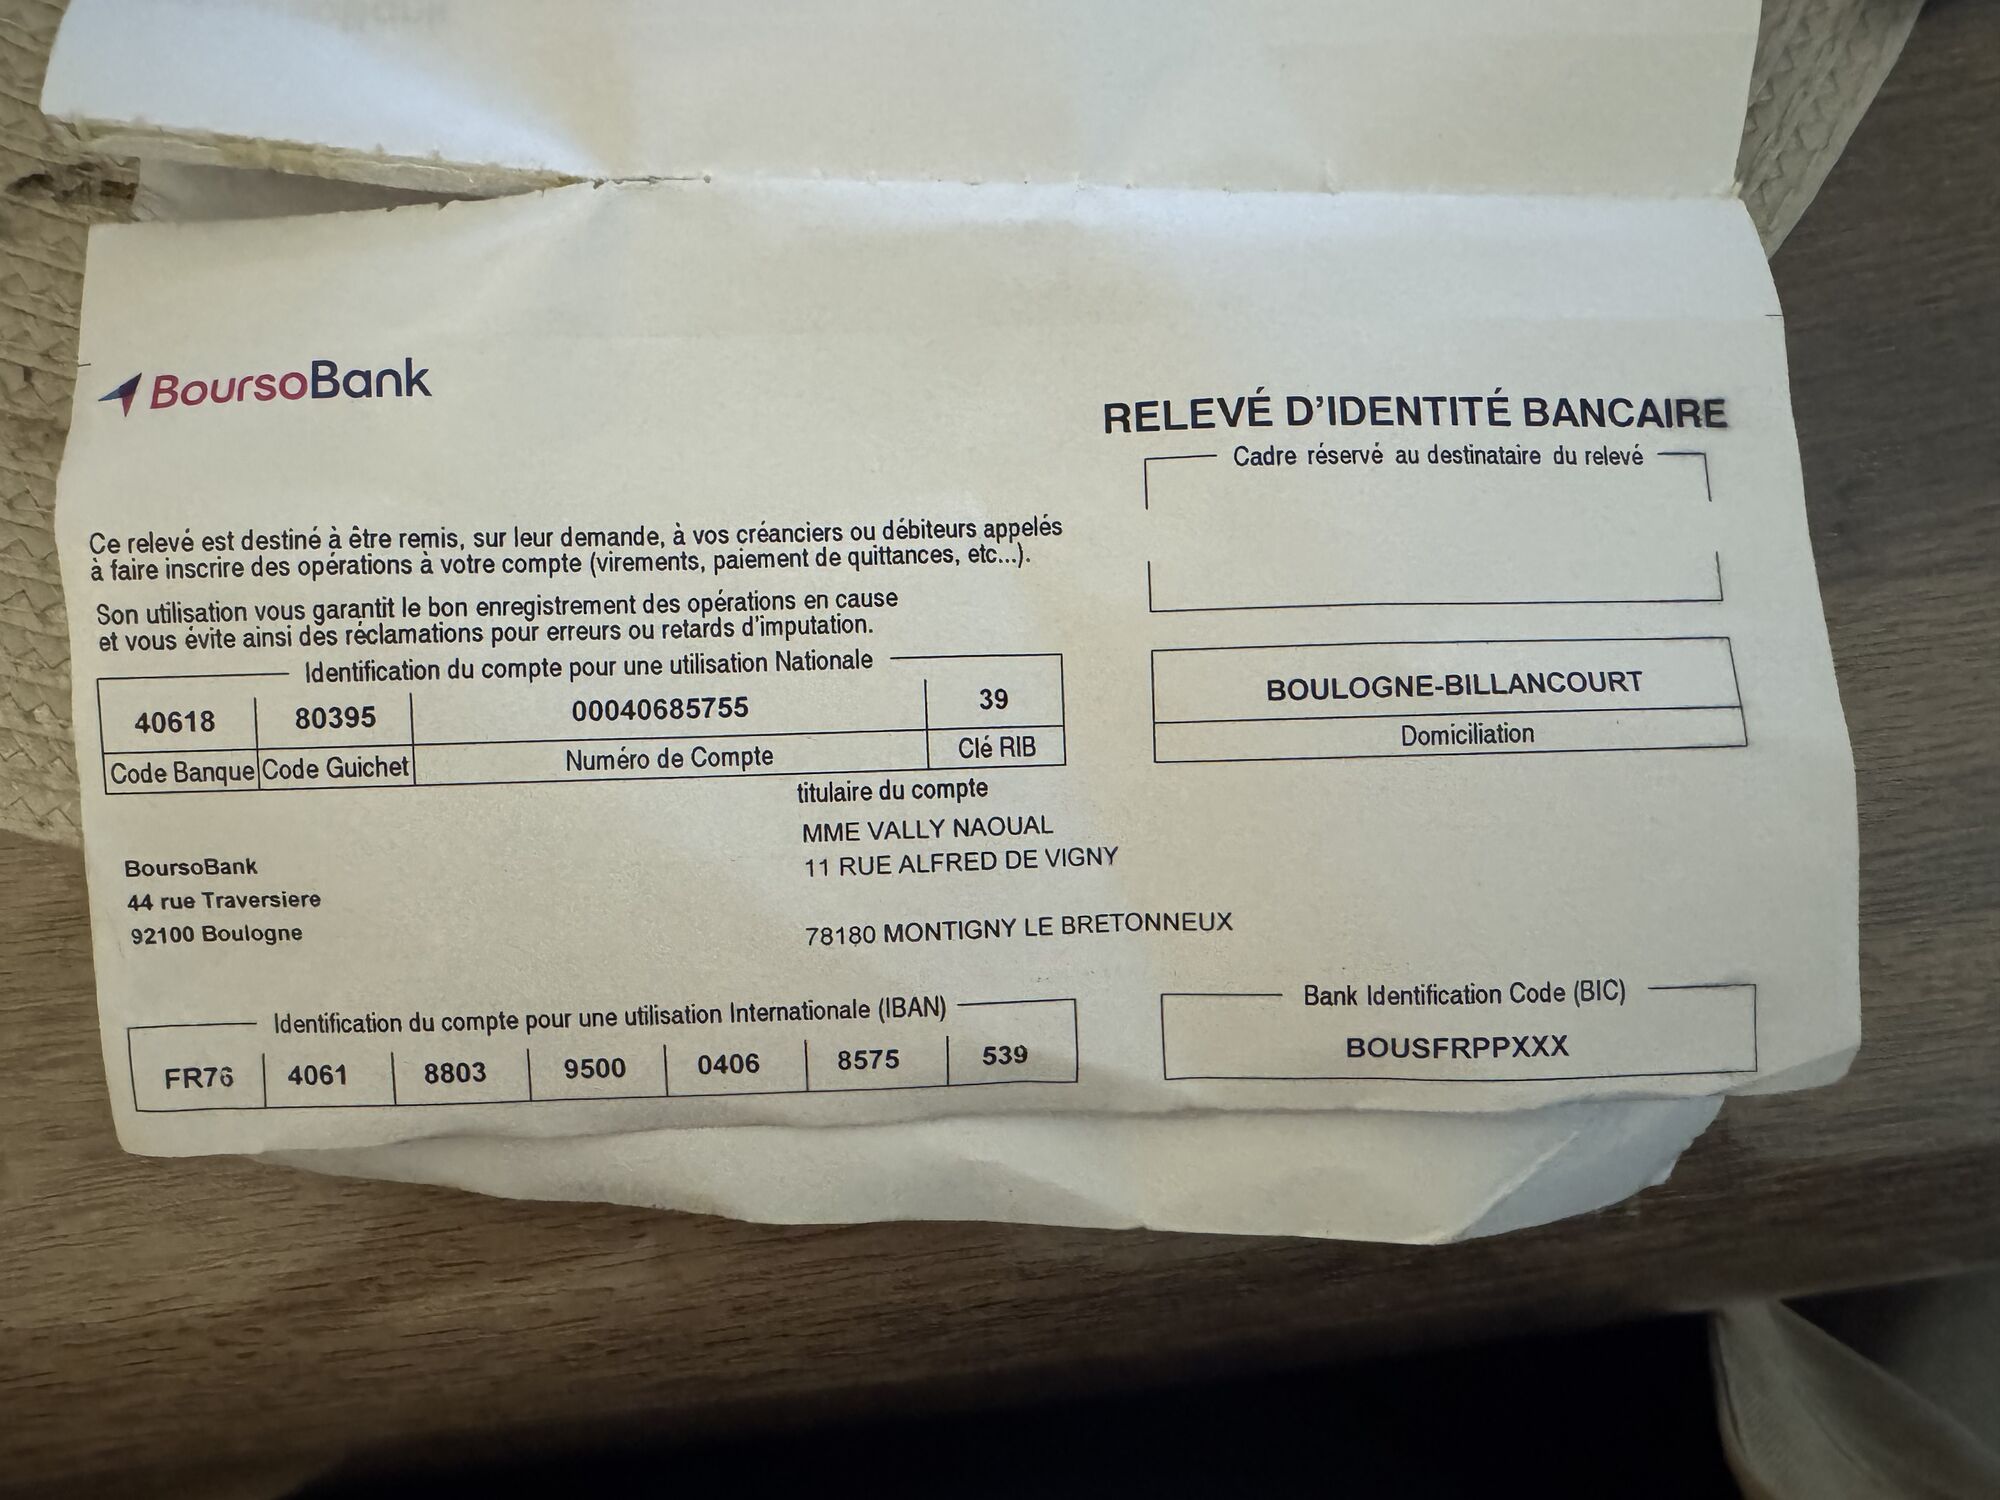 BoursoBank
RELEVÉ D'IDENTITÉ BANCAIRE
Cadre réservé au destinataire du relevé
Ce relevé est destiné à être remis, sur leur demande, à vos créanciers ou débiteurs appelés
à faire inscrire des opérations à votre compte (virements, paiement de quittances, etc...).
Son utilisation vous garantit le bon enregistrement des opérations en cause
et vous évite ainsi des réclamations pour erreurs ou retards d'imputation.
Identification du compte pour une utilisation Nationale
40618 80395 00040685755 39
Code Banque Code Guichet Numéro de Compte Clé RIB
BOULOGNE-BILLANCOURT
Domiciliation
titulaire du compte
MME VALLY NAOUAL
11 RUE ALFRED DE VIGNY
78180 MONTIGNY LE BRETONNEUX
BoursoBank
44 rue Traversiere
92100 Boulogne
Identification du compte pour une utilisation Internationale (IBAN)
FR76 4061 8803 9500 0406 8575 539
Bank Identification Code (BIC)
BOUSFRPPXXX